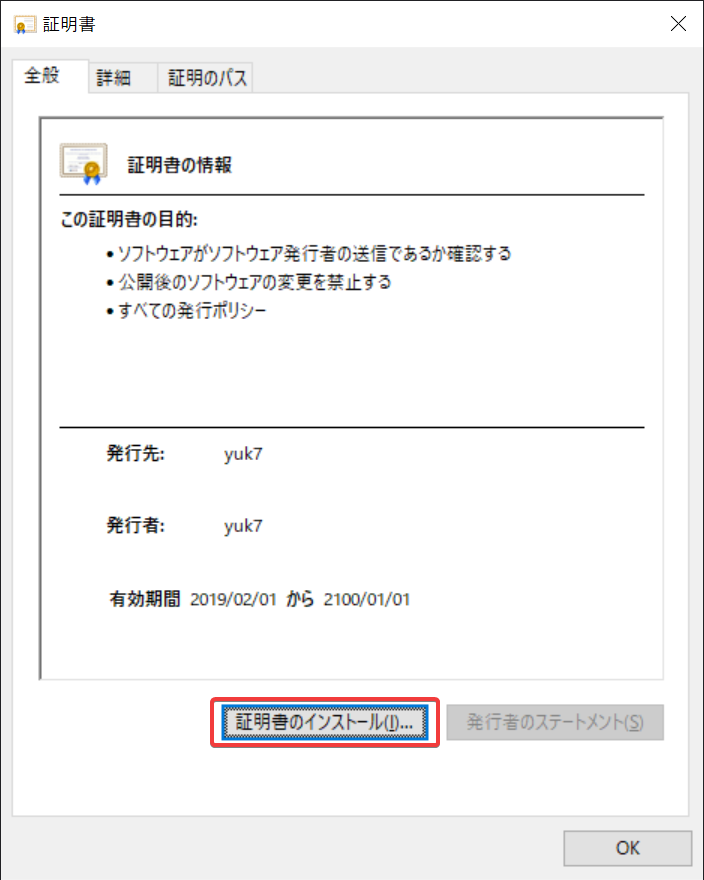 証明書
全般 詳細 証明のパス
証明書の情報
この証明書の目的:
• ソフトウェアがソフトウェア発行者の送信であるか確認する
• 公開後のソフトウェアの変更を禁止する
• すべての発行ポリシー
発行先: yuk7
発行者: yuk7
有効期間 2019/02/01 から 2100/01/01
証明書のインストール(I)... 発行者のステートメント(S)
OK